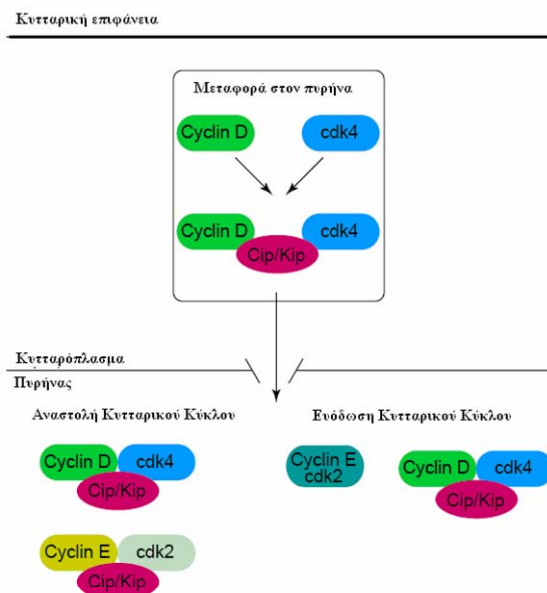 Κυτταρική επιφάνεια
Μεταφορά στον πυρήνα
Cyclin D cdk4
Cyclin D cdk4
Cip/Kip
Κυτταρόπλασμα
Πυρήνας
Αναστολή Κυτταρικού Κύκλου
Ευόδωση Κυτταρικού Κύκλου
Cyclin D cdk4
Cip/Kip
Cyclin E
cdk2
Cyclin D cdk4
Cip/Kip
Cyclin E cdk2
Cip/Kip